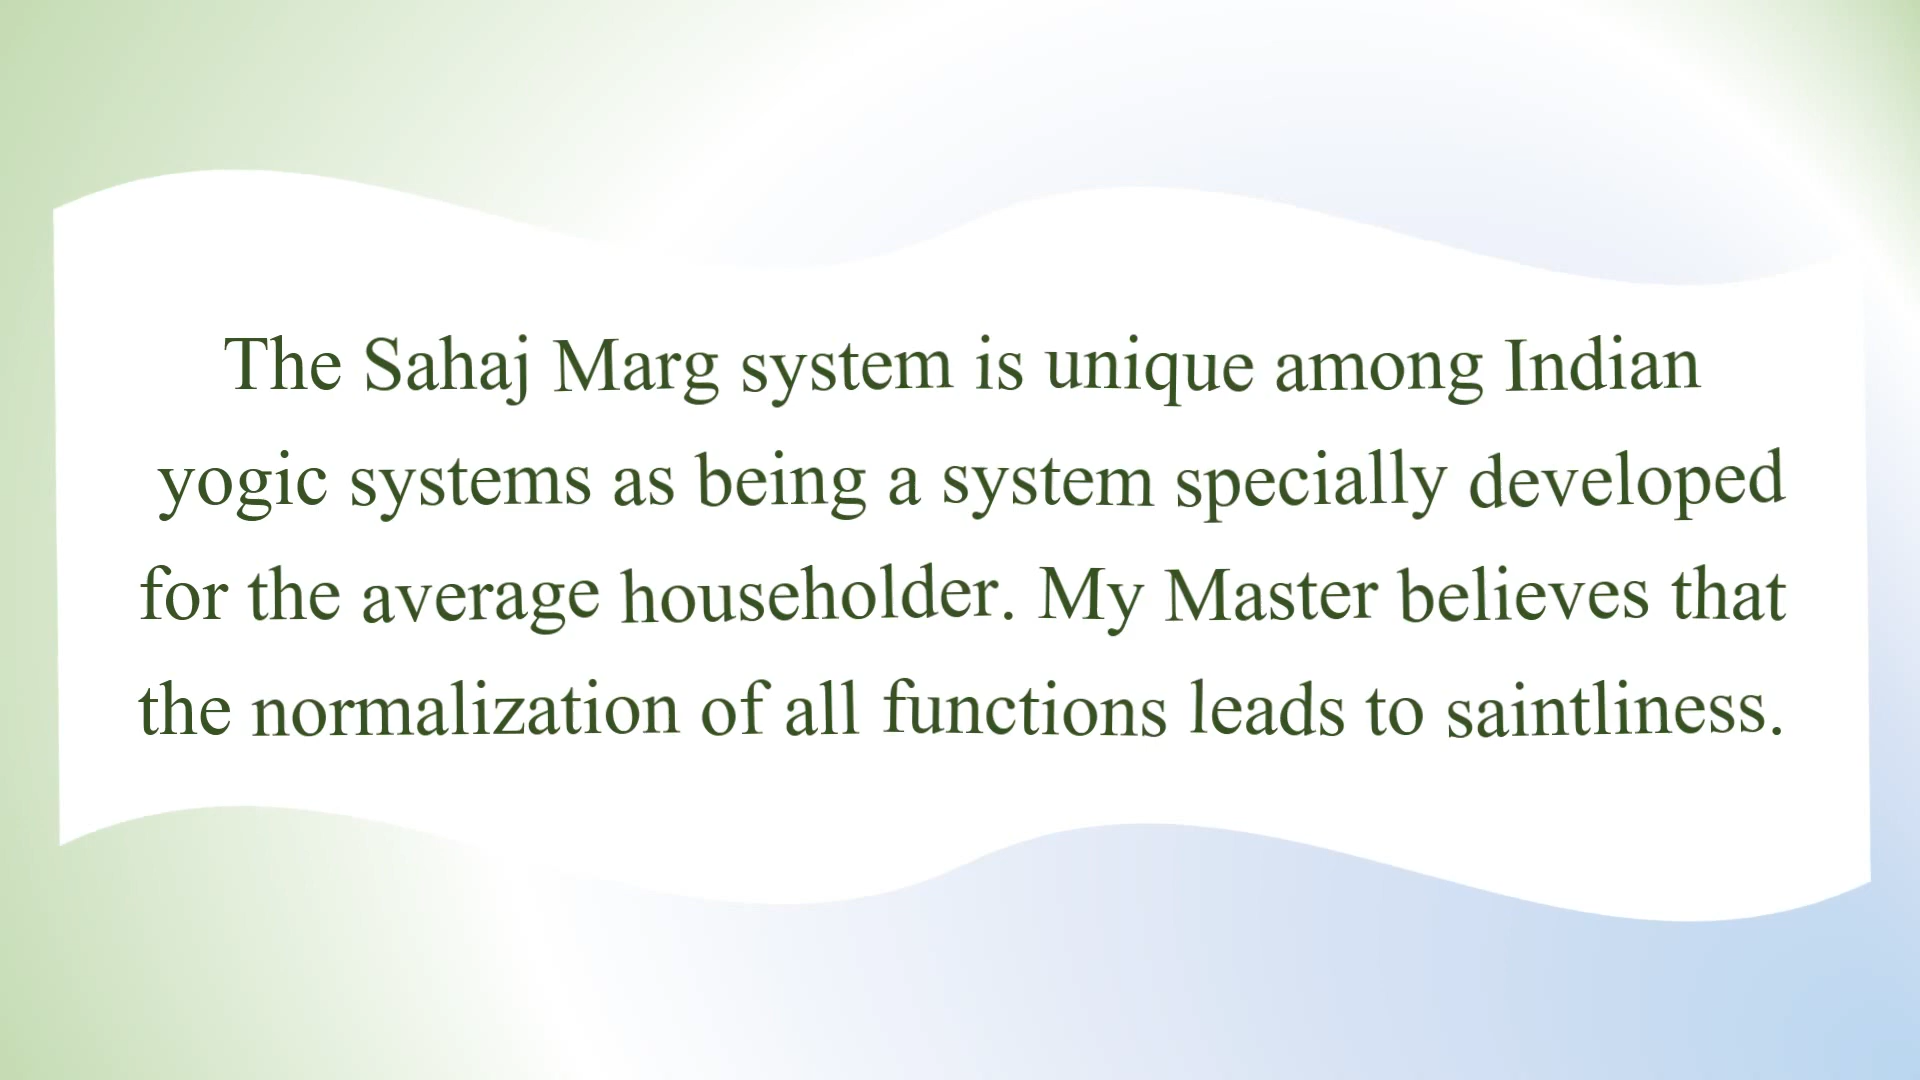 The Sahaj Marg system is unique among Indian
yogic systems as being a system specially developed
for the average householder. My Master believes that
the normalization of all functions leads to saintliness.